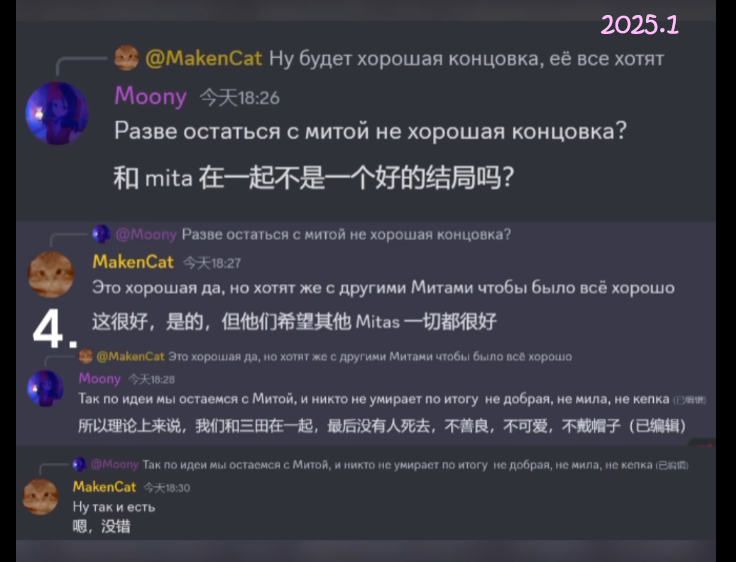 2025.1
@MakenCat Ну будет хорошая концовка, её все хотят
Moony 今天18:26
Разве остаться с митой не хорошая концовка?
和 mita 在一起不是一个好的结局吗?
@Moony Разве остаться с митой не хорошая концовка?
MakenCat 今天18:27
Это хорошая да, но хотят же с другими Митами чтобы было всё хорошо
4.
这很好，是的，但他们希望其他 Mitas 一切都很好
@MakenCat Это хорошая да, но хотят же с другими Митами чтобы было всё хорошо
Moony 今天18:28
Так по идеи мы остаемся с Митой, и никто не умирает по итогу не добрая, не мила, не кепка (已编辑)
所以理论上来说，我们和三田在一起，最后没有人死去，不善良，不可爱，不戴帽子（已编辑）
@Moony Так по идеи мы остаемся с Митой, и никто не умирает по итогу не добрая, не мила, не кепка (已编辑)
MakenCat 今天18:30
Ну так и есть
嗯，没错